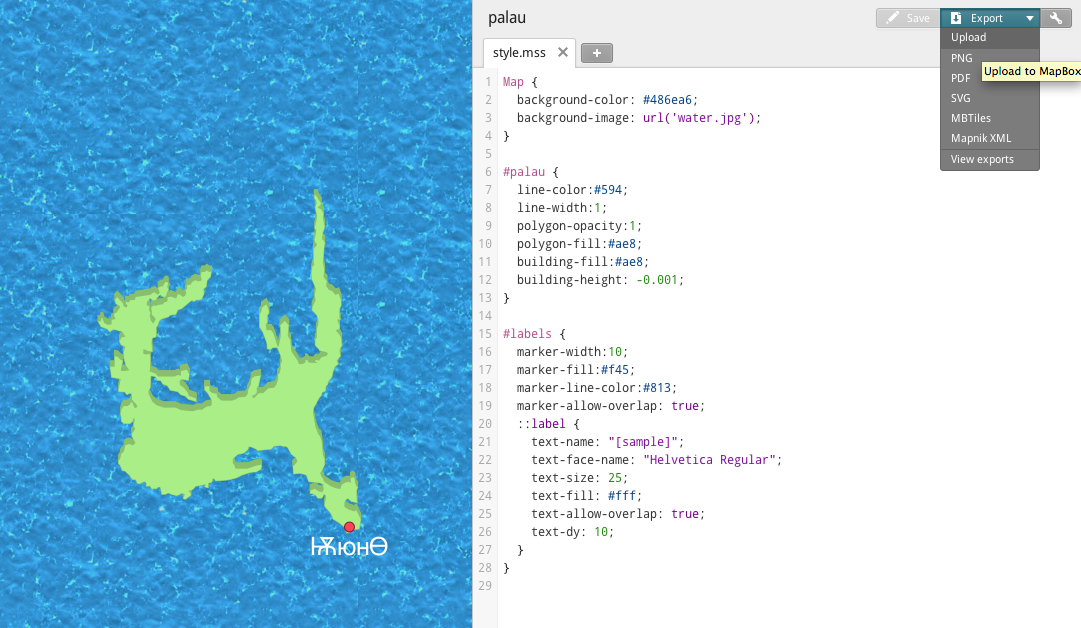 palau
Save
Export
style.mss
+
Upload
PNG
PDF
SVG
MBTiles
Mapnik XML
View exports
Upload to MapBox
1 Map {
2 background-color: #486ea6;
3 background-image: url('water.jpg');
4 }
5
6 #palau {
7 line-color:#594;
8 line-width:1;
9 polygon-opacity:1;
10 polygon-fill:#ae8;
11 building-fill:#ae8;
12 building-height: -0.001;
13 }
14
15 #labels {
16 marker-width:10;
17 marker-fill:#f45;
18 marker-line-color:#813;
19 marker-allow-overlap: true;
20 ::label {
21 text-name: "[sample]";
22 text-face-name: "Helvetica Regular";
23 text-size: 25;
24 text-fill: #fff;
25 text-allow-overlap: true;
26 text-dy: 10;
27 }
28 }
29
ѬюнѲ